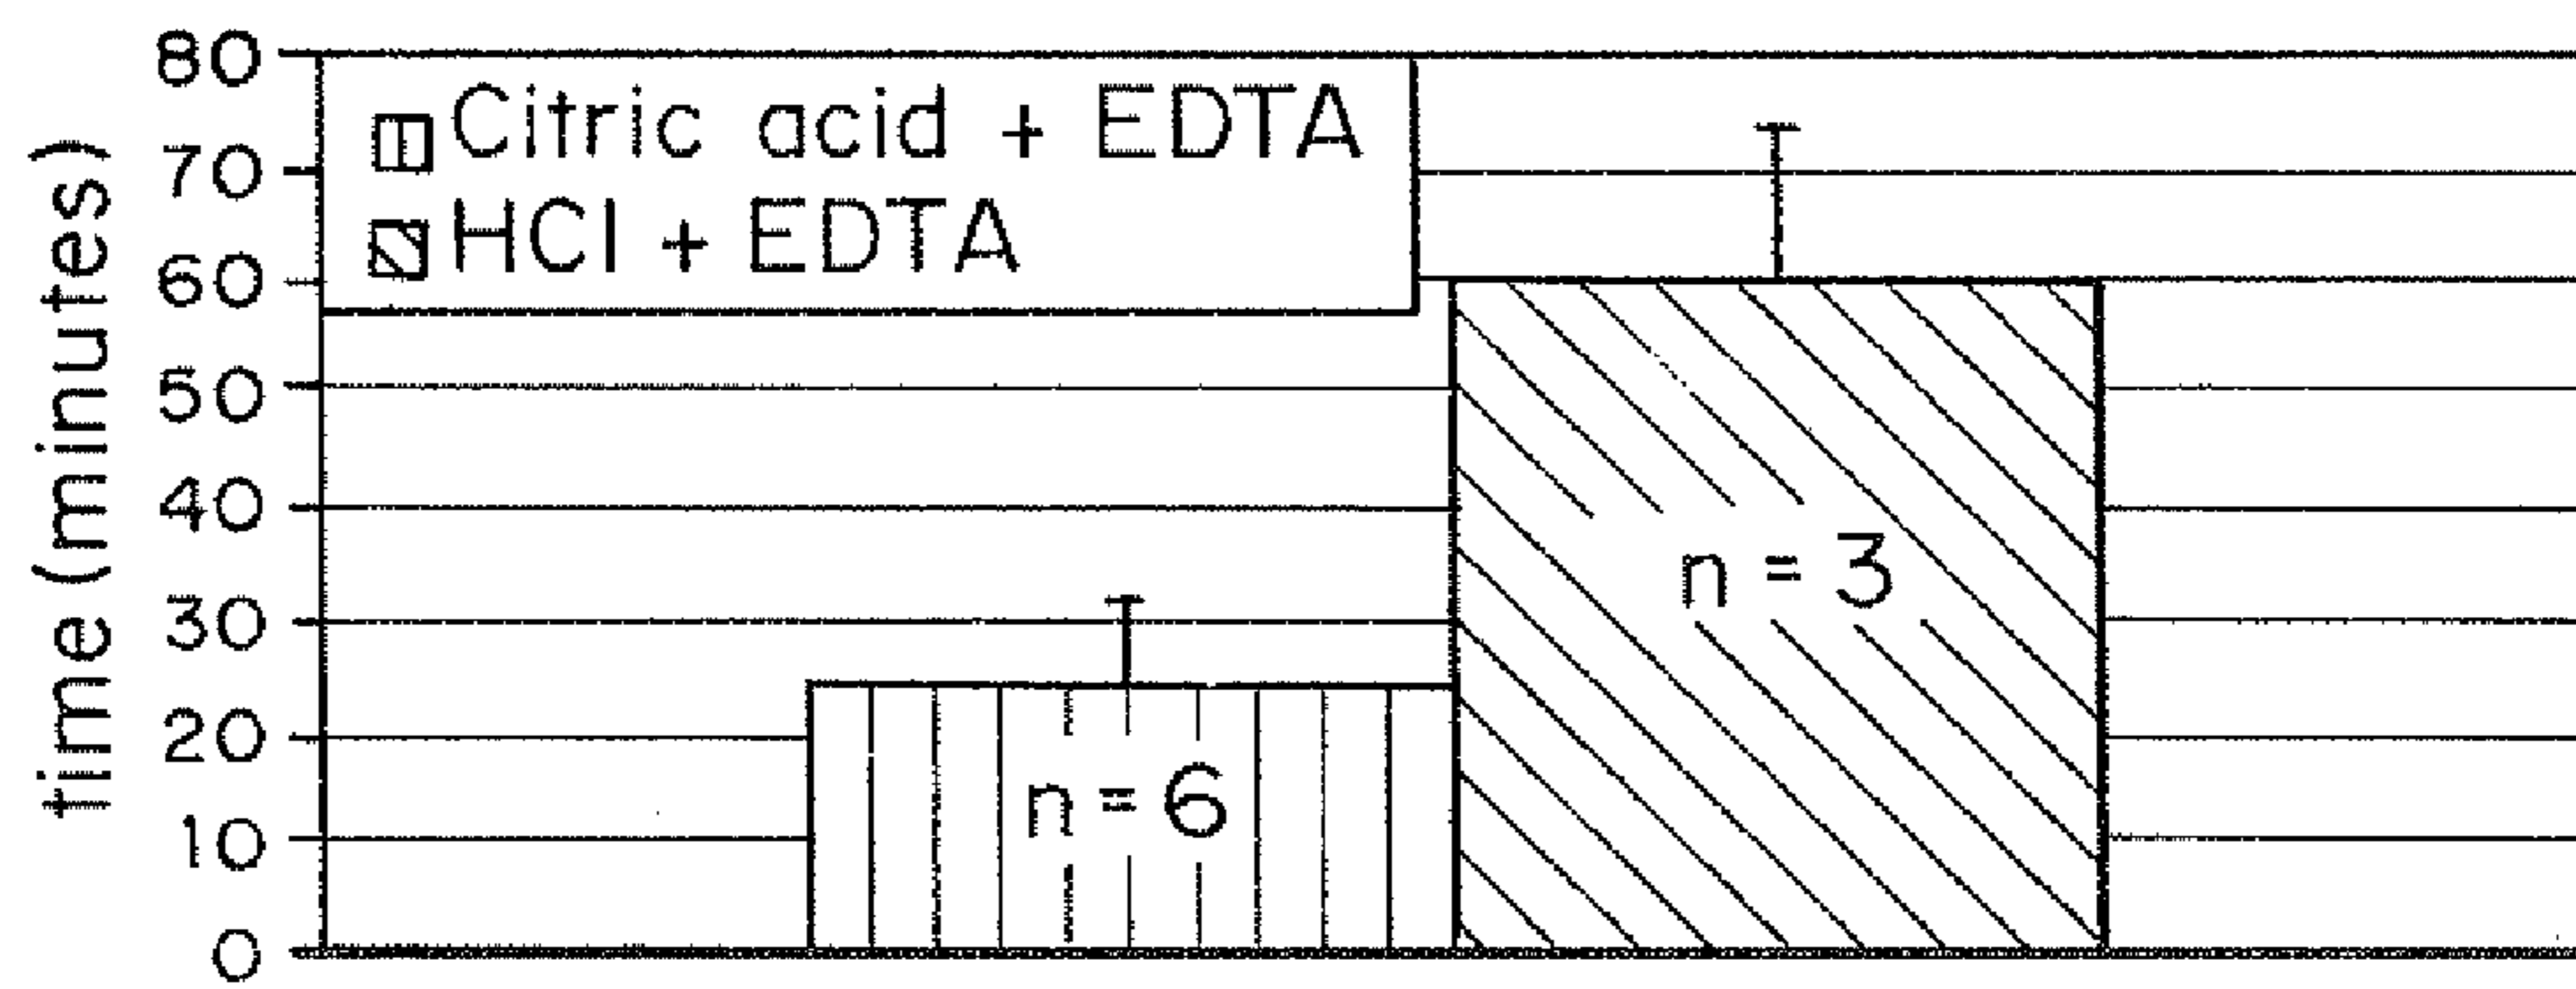 time (minutes)
80
70
60
50
40
30
20
10
0
Citric acid + EDTA
HCl + EDTA
n = 6
n = 3